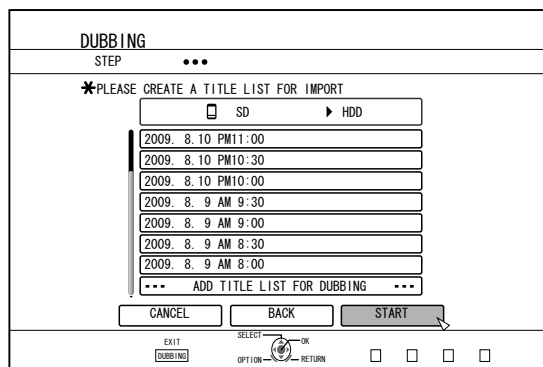 DUBBING
STEP
*PLEASE CREATE A TITLE LIST FOR IMPORT
SD ▶ HDD
2009. 8.10 PM11:00
2009. 8.10 PM10:30
2009. 8.10 PM10:00
2009. 8. 9 AM 9:30
2009. 8. 9 AM 9:00
2009. 8. 9 AM 8:30
2009. 8. 9 AM 8:00
--- ADD TITLE LIST FOR DUBBING ---
CANCEL BACK START
EXIT
DUBBING
SELECT OK
OPTION RETURN